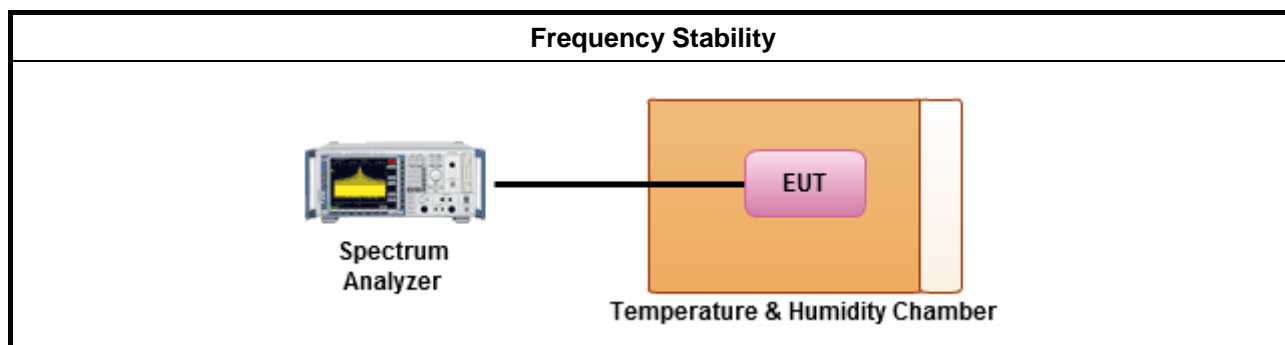 Frequency Stability
EUT
Spectrum
Analyzer
Temperature & Humidity Chamber